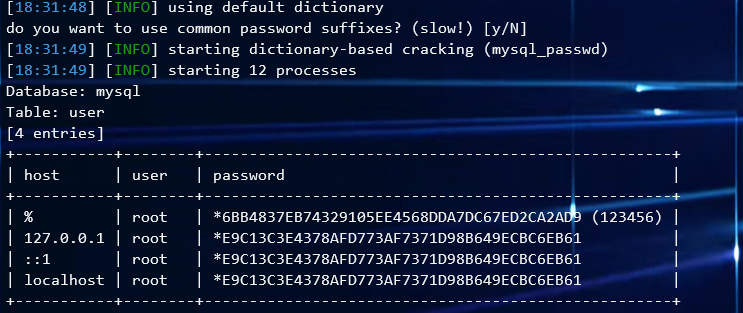 [18:31:48] [INFO] using default dictionary
do you want to use common password suffixes? (slow!) [y/N]
[18:31:49] [INFO] starting dictionary-based cracking (mysql_passwd)
[18:31:49] [INFO] starting 12 processes
Database: mysql
Table: user
[4 entries]
+-----------+--------+----------------------------------------------------+
| host      | user   | password                                           |
+-----------+--------+----------------------------------------------------+
| %         | root   | *6BB4837EB74329105EE4568DDA7DC67ED2CA2AD9 (123456) |
| 127.0.0.1 | root   | *E9C13C3E4378AFD773AF7371D98B649ECBC6EB61          |
| ::1       | root   | *E9C13C3E4378AFD773AF7371D98B649ECBC6EB61          |
| localhost | root   | *E9C13C3E4378AFD773AF7371D98B649ECBC6EB61          |
+-----------+--------+----------------------------------------------------+